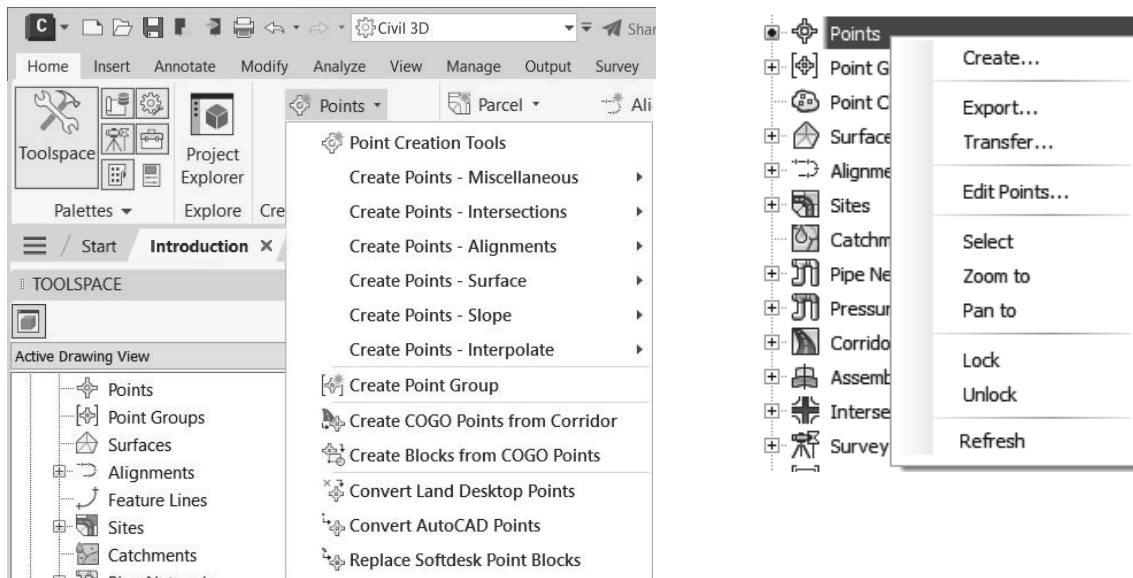 C
Civil 3D
Shar
Home Insert Annotate Modify Analyze View Manage Output Survey
Toolspace
Project
Explorer
Palettes Explore Cre
Points
Parcel
Ali
Point Creation Tools
Create Points - Miscellaneous
Create Points - Intersections
Create Points - Alignments
Create Points - Surface
Create Points - Slope
Create Points - Interpolate
Create Point Group
Create COGO Points from Corridor
Create Blocks from COGO Points
Convert Land Desktop Points
Convert AutoCAD Points
Replace Softdesk Point Blocks
Start Introduction
TOOLSPACE
Active Drawing View
Points
Point Groups
Surfaces
Alignments
Feature Lines
Sites
Catchments
Points
Point G
Point C
Surface
Alignme
Sites
Catchm
Pipe Ne
Pressur
Corrido
Assemb
Interse
Survey
Create...
Export...
Transfer...
Edit Points...
Select
Zoom to
Pan to
Lock
Unlock
Refresh